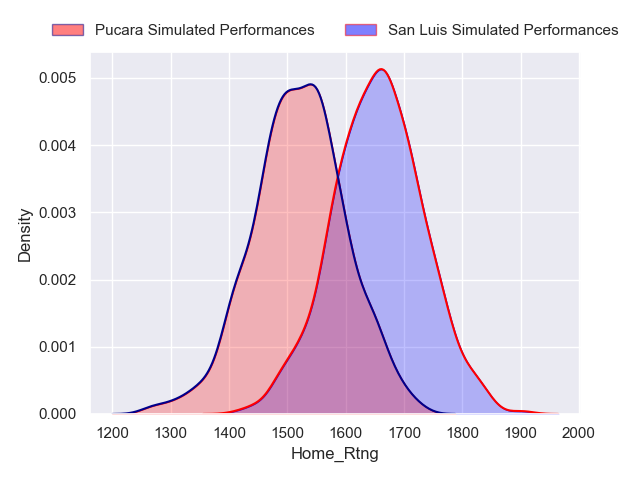 Pucara Simulated Performances San Luis Simulated Performances
0.005
0.004
0.003
0.002
0.001
0.000
Density
1200 1300 1400 1500 1600 1700 1800 1900 2000
Home_Rtng